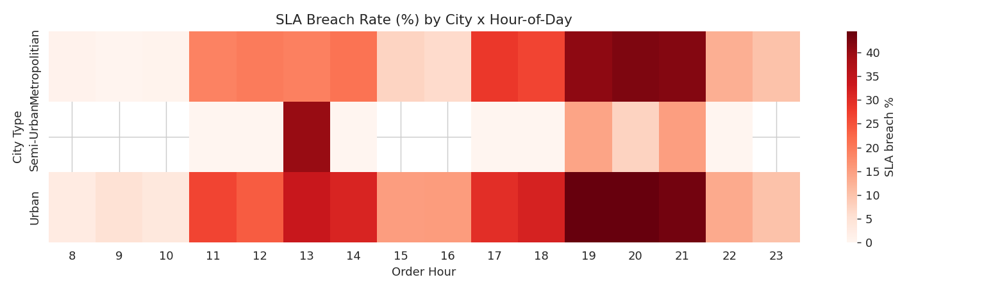 SLA Breach Rate (%) by City x Hour-of-Day
City Type
Metropolitian
Semi-Urban
Urban
8 9 10 11 12 13 14 15 16 17 18 19 20 21 22 23
Order Hour
40
35
30
25
20
15
10
5
0
SLA breach %